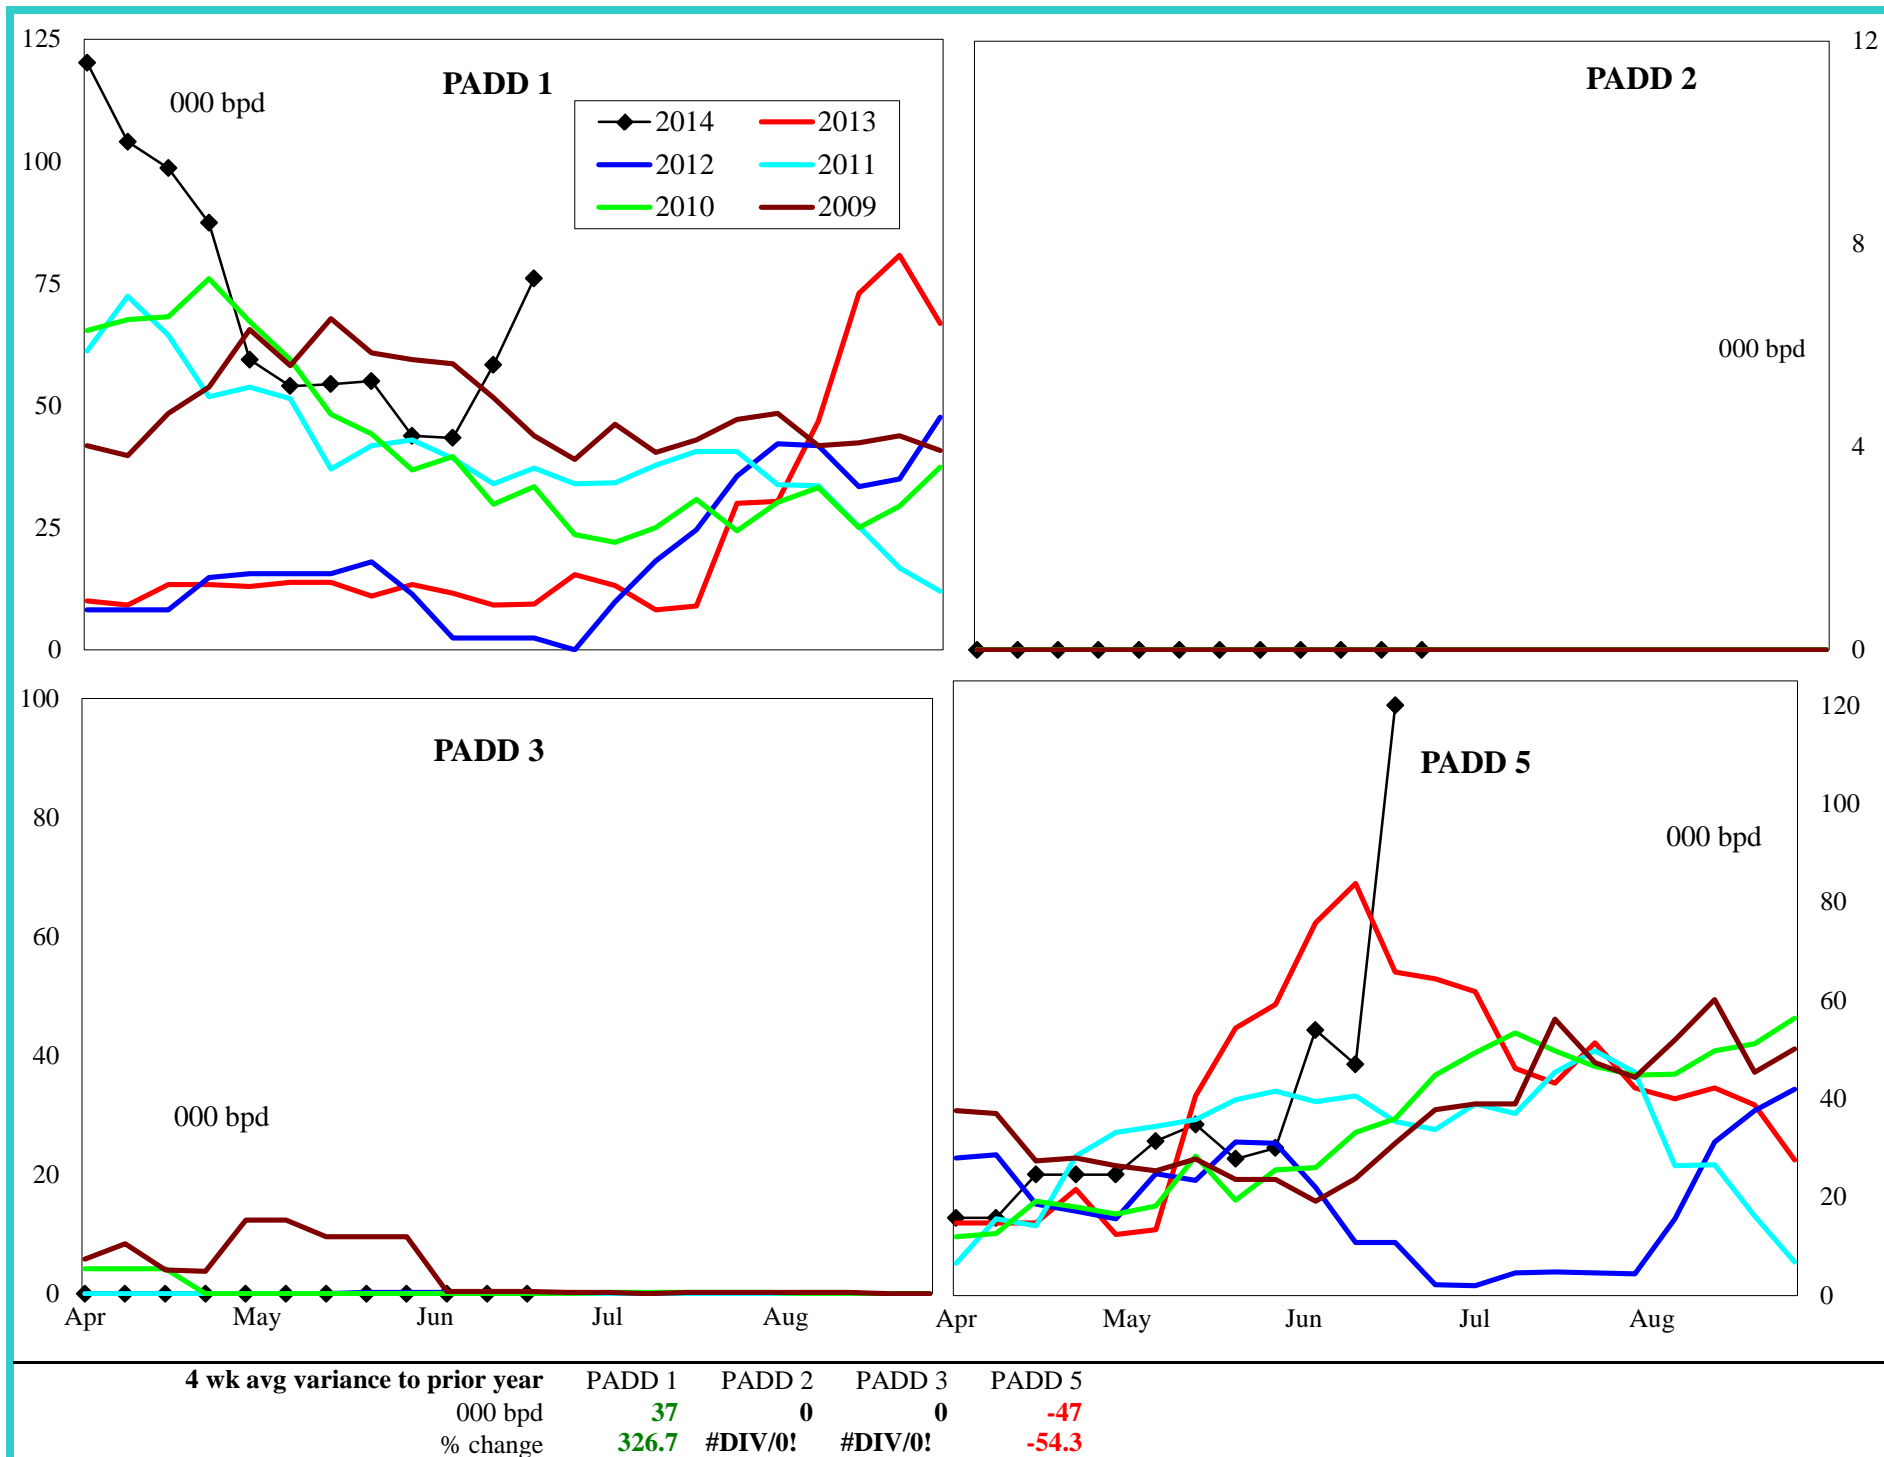 125
100
75
50
25
0
000 bpd
PADD 1
2014 2013
2012 2011
2010 2009
PADD 2
000 bpd
12
8
4
0
100
80
60
40
20
0
PADD 3
000 bpd
Apr May Jun Jul Aug
PADD 5
000 bpd
120
100
80
60
40
20
0
Apr May Jun Jul Aug
4 wk avg variance to prior year PADD 1 PADD 2 PADD 3 PADD 5
000 bpd 37 0 0 -47
% change 326.7 #DIV/0! #DIV/0! -54.3